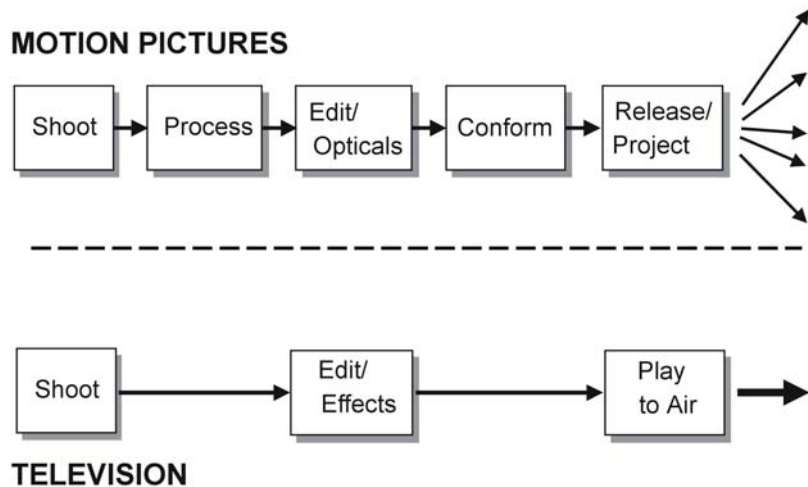 MOTION PICTURES
Shoot
Process
Edit/
Opticals
Conform
Release/
Project
Shoot
Edit/
Effects
Play
to Air
TELEVISION